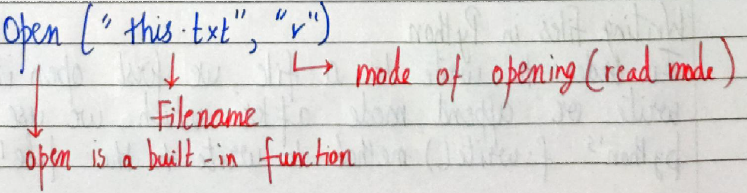 Open ("this.txt", "r")
mode of opening (read mode)
Filename
open is a built-in function